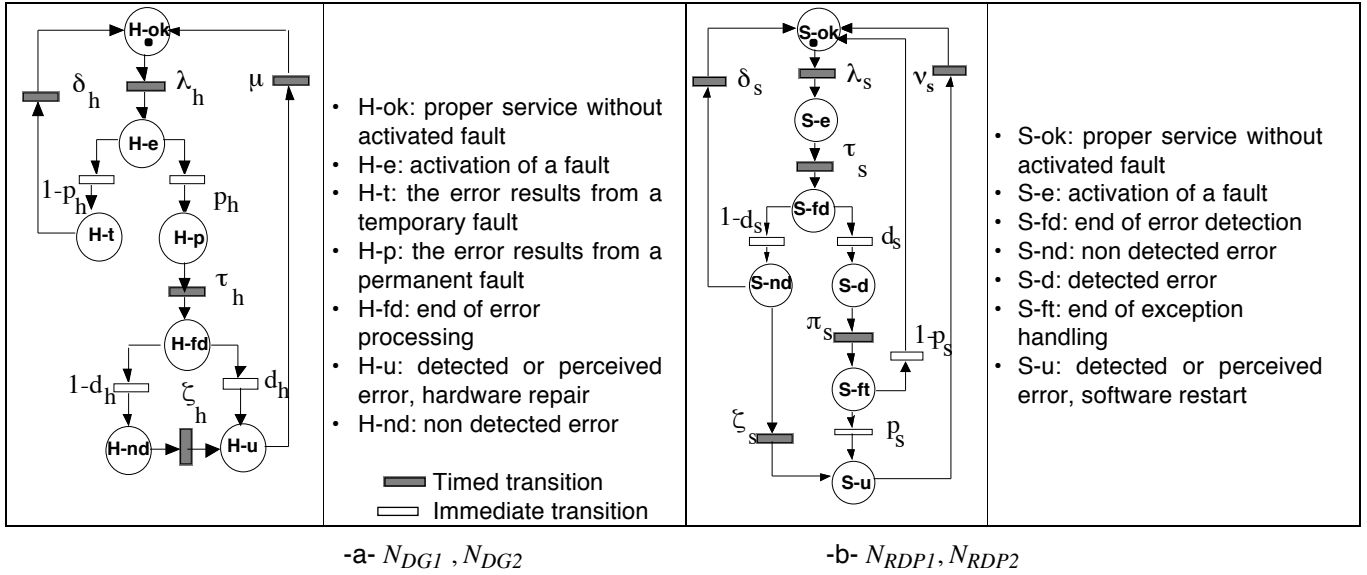 H-ok
δh
λh
μ
H-e
1-ph
ph
H-t
H-p
τh
H-fd
1-dh
dh
ζh
H-nd
H-u
• H-ok: proper service without
activated fault
• H-e: activation of a fault
• H-t: the error results from a
temporary fault
• H-p: the error results from a
permanent fault
• H-fd: end of error
processing
• H-u: detected or perceived
error, hardware repair
• H-nd: non detected error
Timed transition
Immediate transition
S-ok
δs
λs
νs
S-e
τs
S-fd
1-ds
ds
S-nd
S-d
πs
1-ps
S-ft
ζs
ps
S-u
• S-ok: proper service without
activated fault
• S-e: activation of a fault
• S-fd: end of error detection
• S-nd: non detected error
• S-d: detected error
• S-ft: end of exception
handling
• S-u: detected or perceived
error, software restart
-a- NDG1 , NDG2
-b- NRDP1, NRDP2